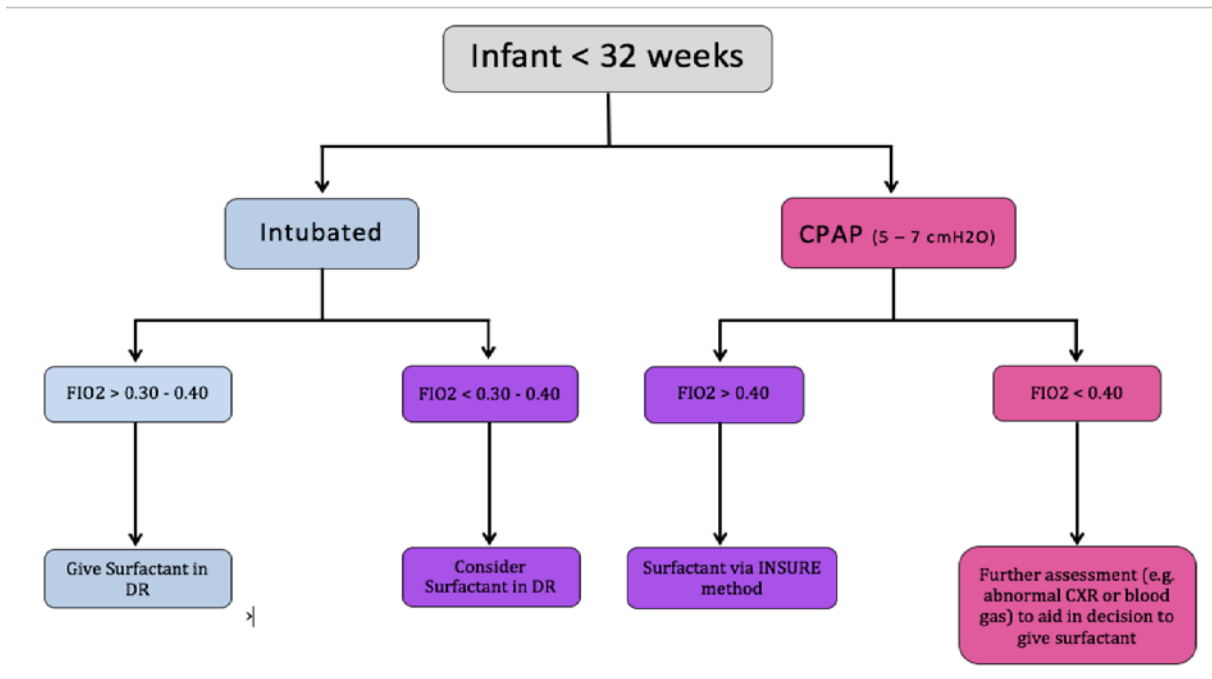 Infant < 32 weeks
Intubated
CPAP (5 – 7 cmH2O)
FIO2 > 0.30 - 0.40
FIO2 < 0.30 - 0.40
FIO2 > 0.40
FIO2 < 0.40
Give Surfactant in
DR
Consider
Surfactant in DR
Surfactant via INSURE
method
Further assessment (e.g.
abnormal CXR or blood
gas) to aid in decision to
give surfactant